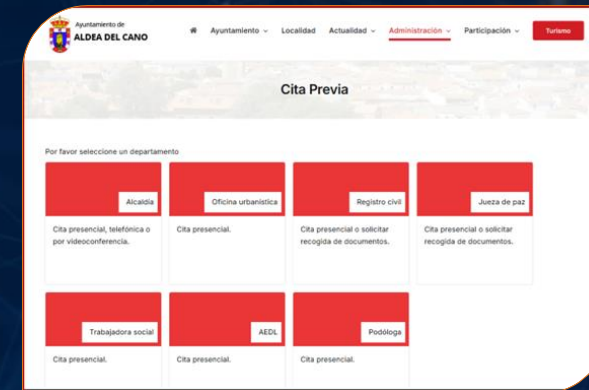 Ayuntamiento de
ALDEA DEL CANO
Ayuntamiento Localidad Actualidad Administración Participación Turismo
Cita Previa
Por favor seleccione un departamento
Alcaldía
Cita presencial, telefónica o
por videoconferencia.
Oficina urbanística
Cita presencial.
Registro civil
Cita presencial o solicitar
recogida de documentos.
Jueza de paz
Cita presencial o solicitar
recogida de documentos.
Trabajadora social
Cita presencial.
AEDL
Cita presencial.
Podóloga
Cita presencial.